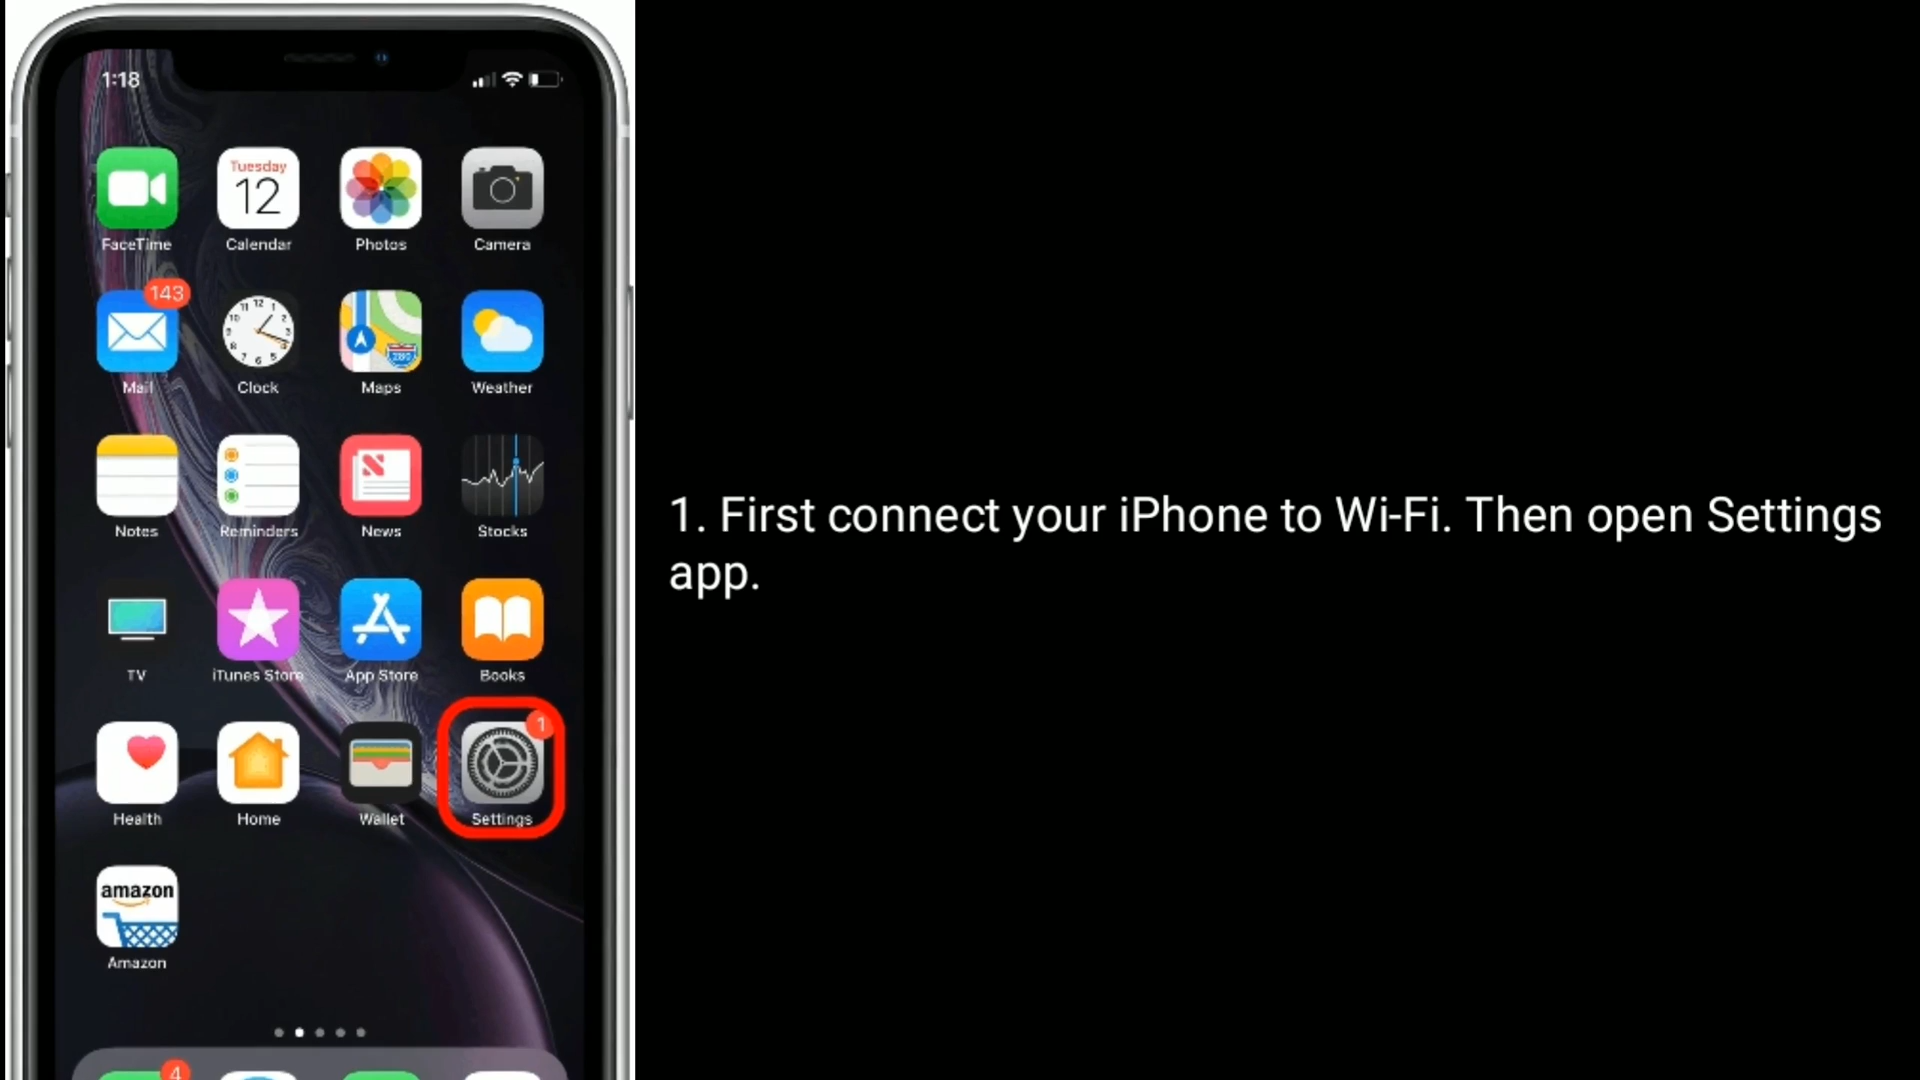 1:18
Tuesday
12
FaceTime Calendar Photos Camera
143
Mail Clock Maps Weather
Notes Reminders News Stocks
TV iTunes Store App Store Books
1
Health Home Wallet Settings
amazon
Amazon
4
1. First connect your iPhone to Wi-Fi. Then open Settings
app.